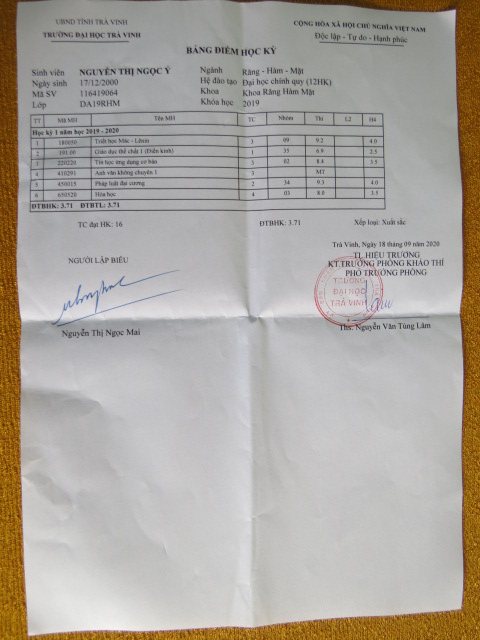 UBND TỈNH TRÀ VINH
CỘNG HÒA XÃ HỘI CHỦ NGHĨA VIỆT NAM
TRƯỜNG ĐẠI HỌC TRÀ VINH
Độc lập - Tự do - Hạnh phúc
BẢNG ĐIỂM HỌC KỲ
Sinh viên NGUYỄN THỊ NGỌC Ý Ngành Răng - Hàm - Mặt
Ngày sinh 17/12/2000 Hệ đào tạo Đại học chính quy (12HK)
Mã SV 116419064 Khoa Khoa Răng Hàm Mặt
Lớp DA19RHM Khóa học 2019
TT Mã MH Tên MH TC Nhóm Thi L2 H4
Học kỳ 1 năm học 2019 - 2020
1 180050 Triết học Mác - Lênin 3 09 9.2 4.0
2 191.00 Giáo dục thể chất 1 (Điền kinh) 1 35 6.9 2.5
3 220220 Tin học ứng dụng cơ bản 3 02 8.4 3.5
4 410291 Anh văn không chuyên 1 3 MT
5 450015 Pháp luật đại cương 2 34 9.3 4.0
6 650520 Hóa học 4 03 8.0 3.5
ĐTBHK: 3.71 ĐTBTL: 3.71
TC đạt HK: 16 ĐTBHK: 3.71 Xếp loại: Xuất sắc
Trà Vinh, Ngày 18 tháng 09 năm 2020
NGƯỜI LẬP BIỂU
TL.HIỆU TRƯỞNG
KT.TRƯỞNG PHÒNG KHẢO THÍ
PHÓ TRƯỞNG PHÒNG
TRƯỜNG
ĐẠI HỌC
TRÀ VINH
Nguyễn Thị Ngọc Mai
Ths. Nguyễn Văn Tùng Lâm